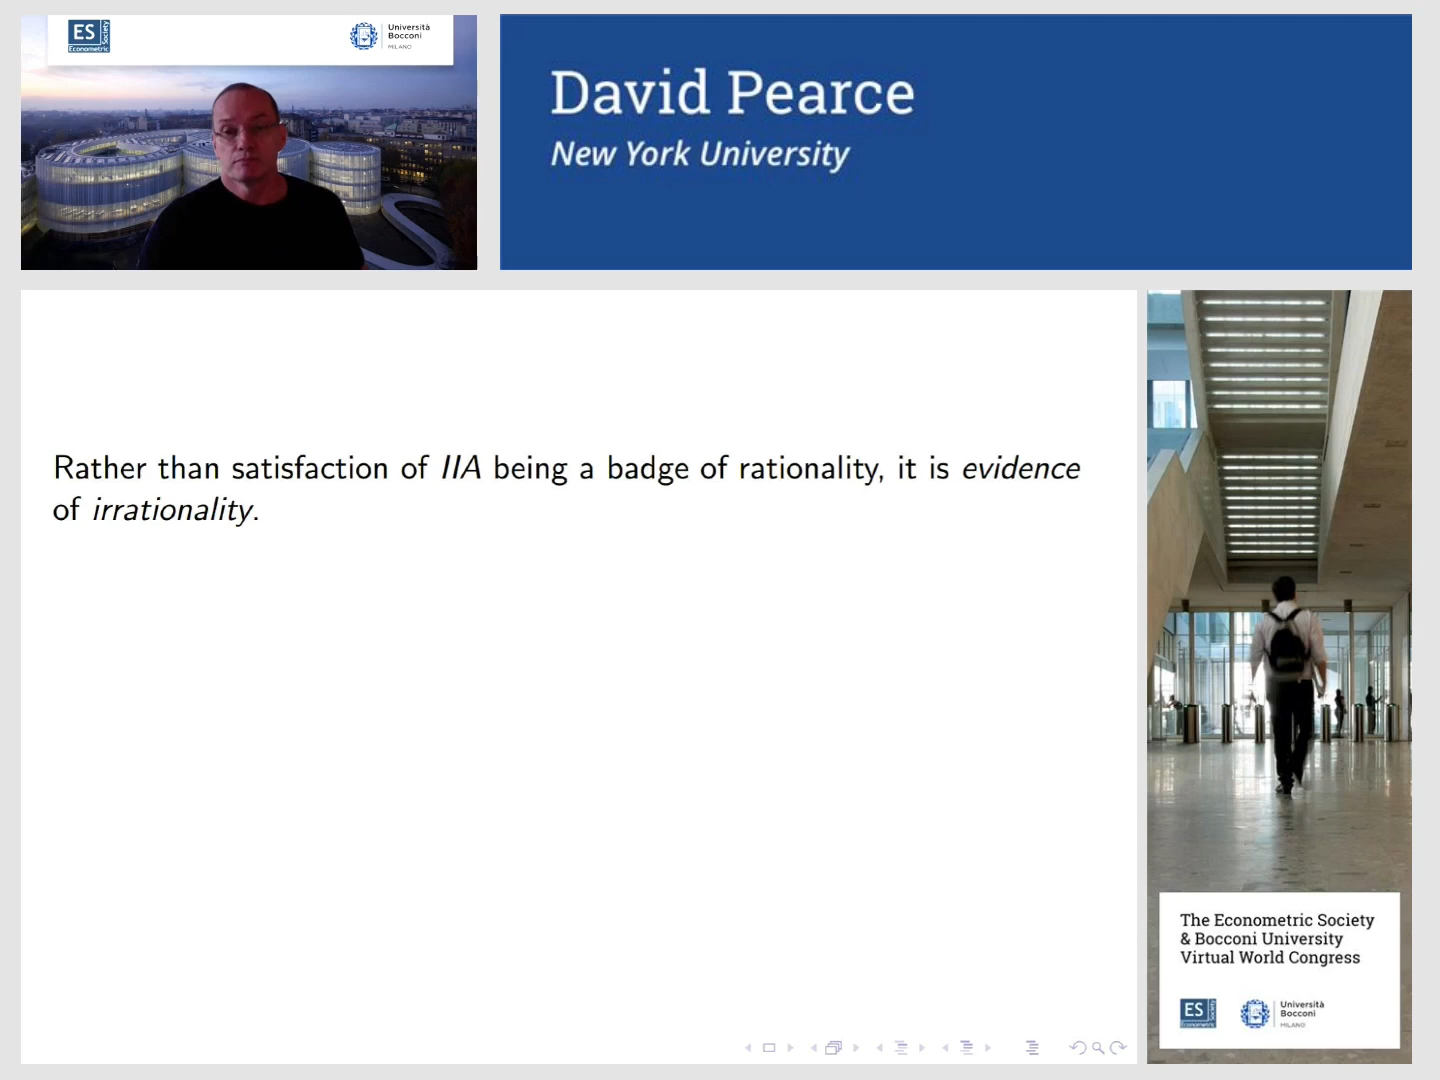 ES
Econometric
Society
Università
Bocconi
MILANO
David Pearce
New York University
Rather than satisfaction of IIA being a badge of rationality, it is evidence
of irrationality.
The Econometric Society
& Bocconi University
Virtual World Congress
ES
Econometric
Society
Università
Bocconi
MILANO